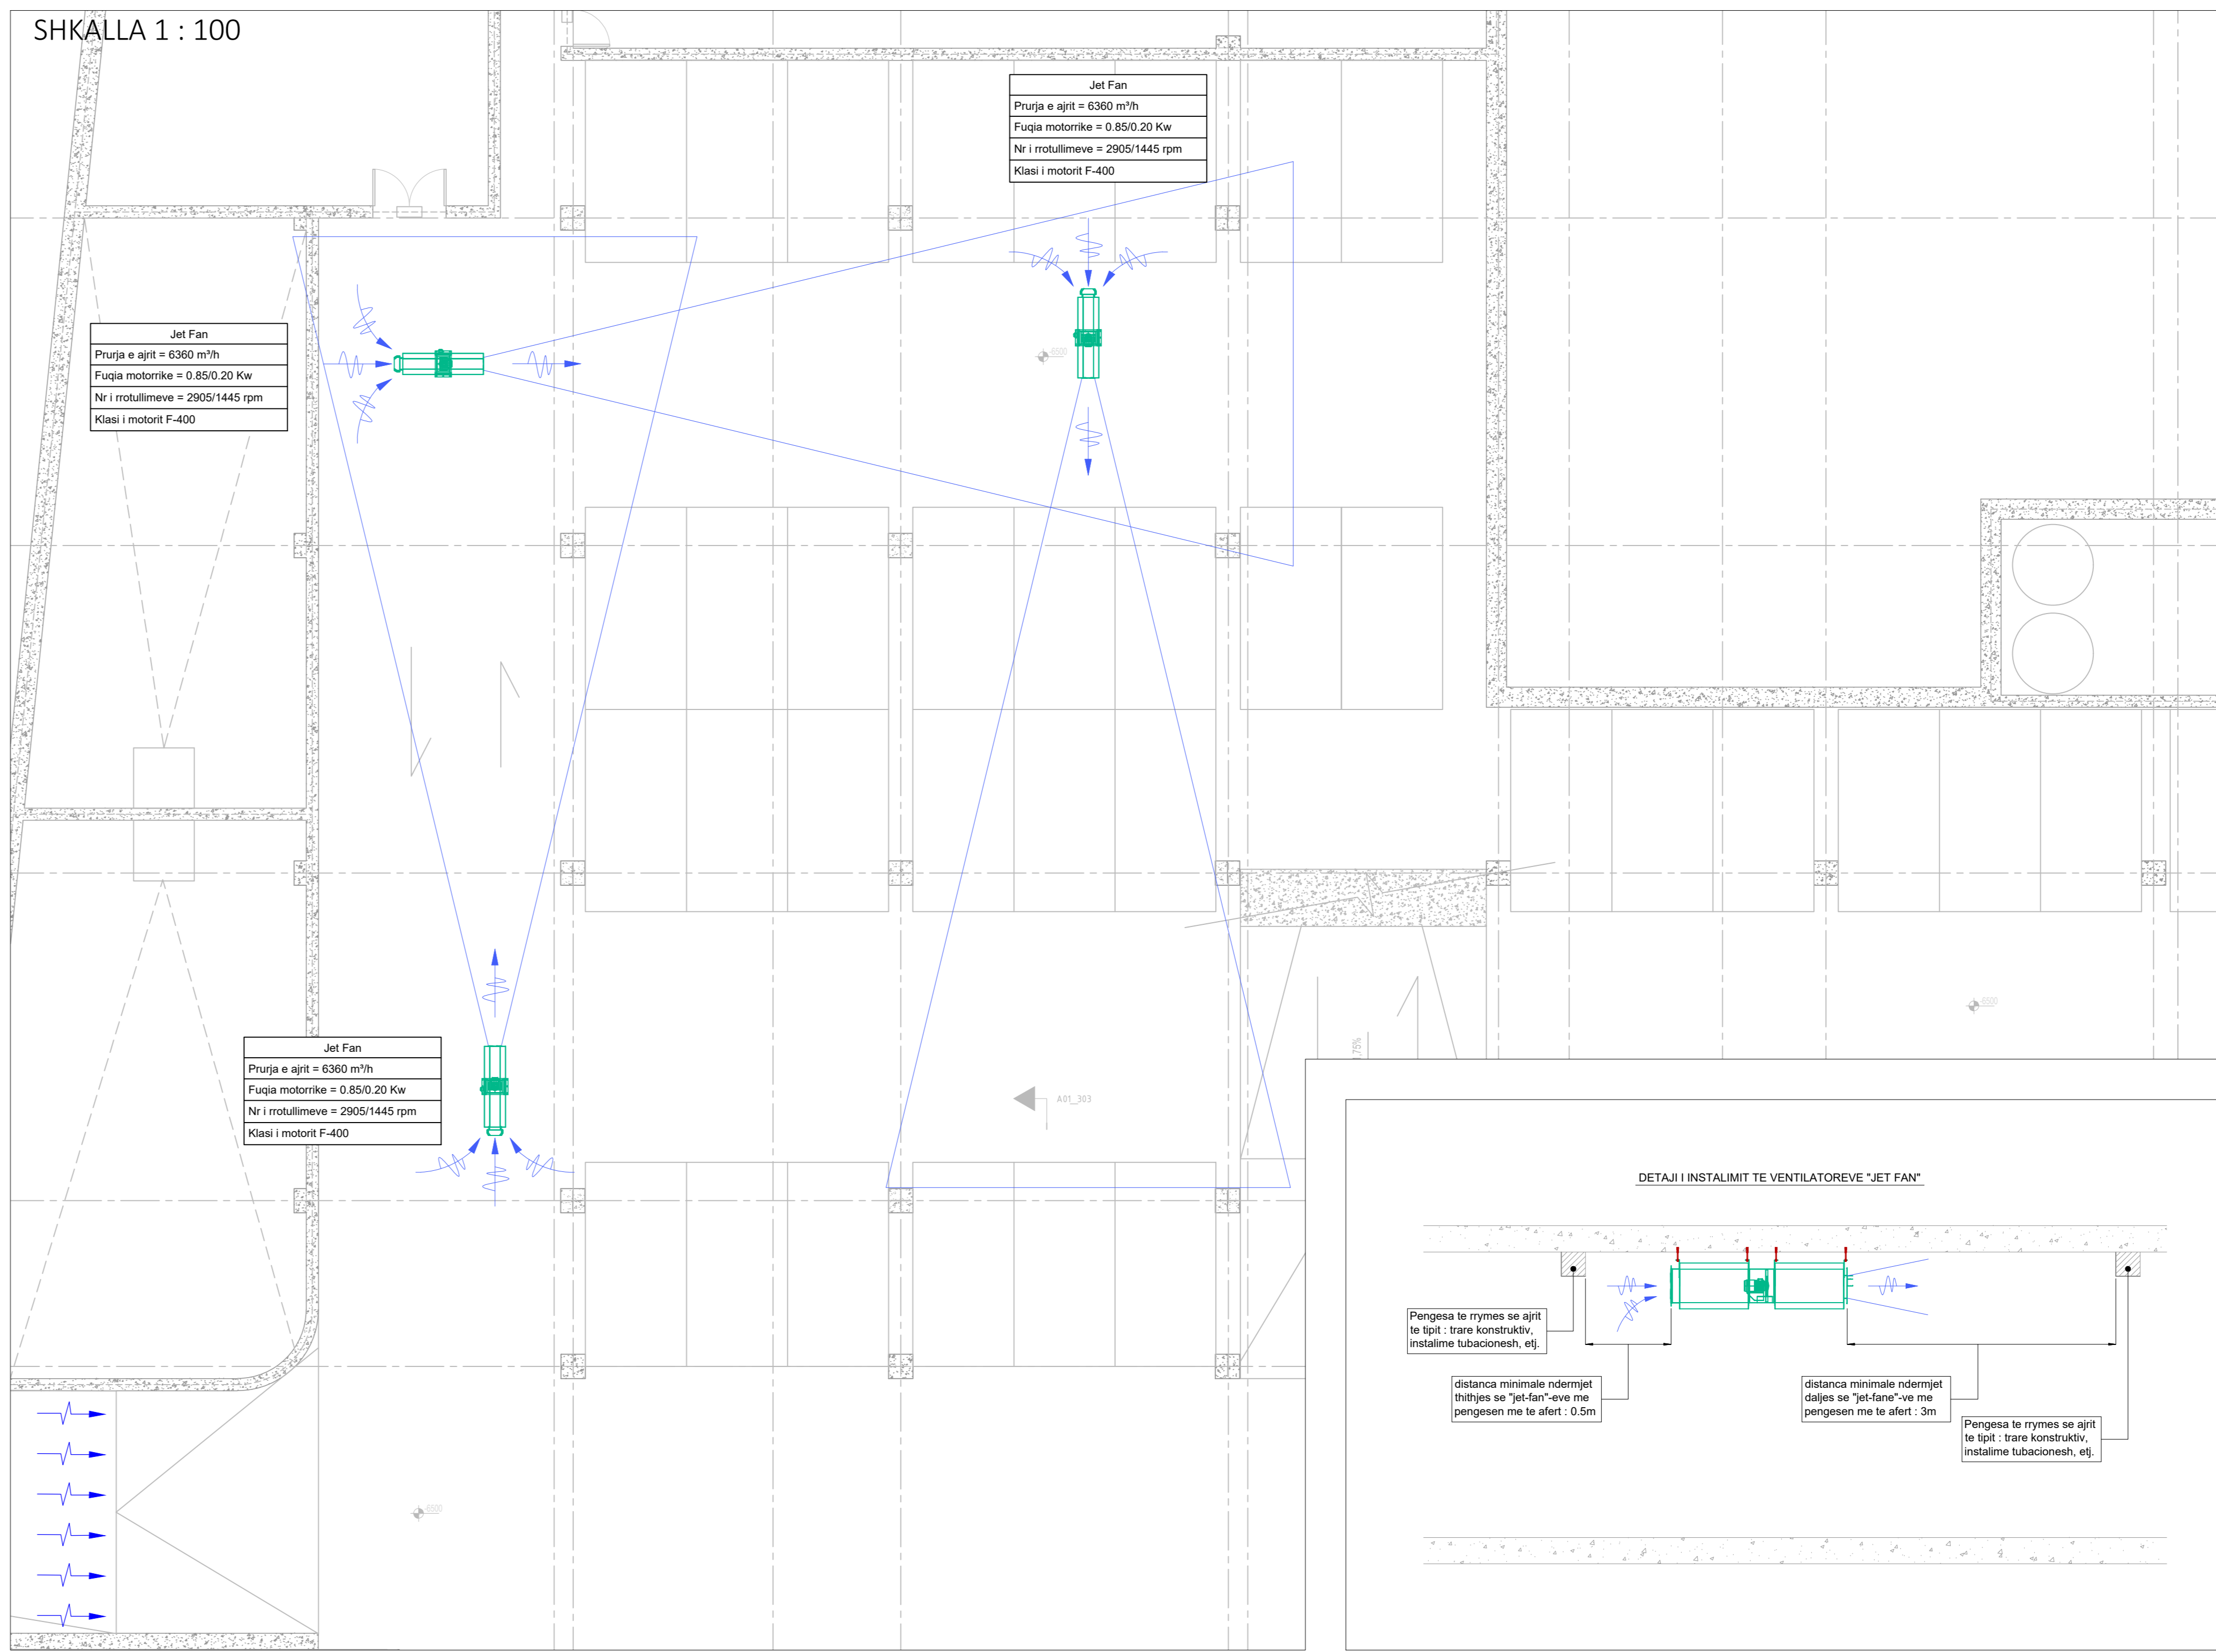 SHKALLA 1 : 100
Jet Fan
Prurja e ajrit = 6360 m³/h
Fuqia motorrike = 0.85/0.20 Kw
Nr i rrotullimeve = 2905/1445 rpm
Klasi i motorit F-400
Jet Fan
Prurja e ajrit = 6360 m³/h
Fuqia motorrike = 0.85/0.20 Kw
Nr i rrotullimeve = 2905/1445 rpm
Klasi i motorit F-400
-6500
-6500
1,75%
Jet Fan
Prurja e ajrit = 6360 m³/h
Fuqia motorrike = 0.85/0.20 Kw
Nr i rrotullimeve = 2905/1445 rpm
Klasi i motorit F-400
A01_303
-6500
DETAJI I INSTALIMIT TE VENTILATOREVE "JET FAN"
Pengesa te rrymes se ajrit
te tipit : trare konstruktiv,
instalime tubacionesh, etj.
distanca minimale ndermjet
thithjes se "jet-fan"-eve me
pengesen me te afert : 0.5m
distanca minimale ndermjet
daljes se "jet-fane"-ve me
pengesen me te afert : 3m
Pengesa te rrymes se ajrit
te tipit : trare konstruktiv,
instalime tubacionesh, etj.